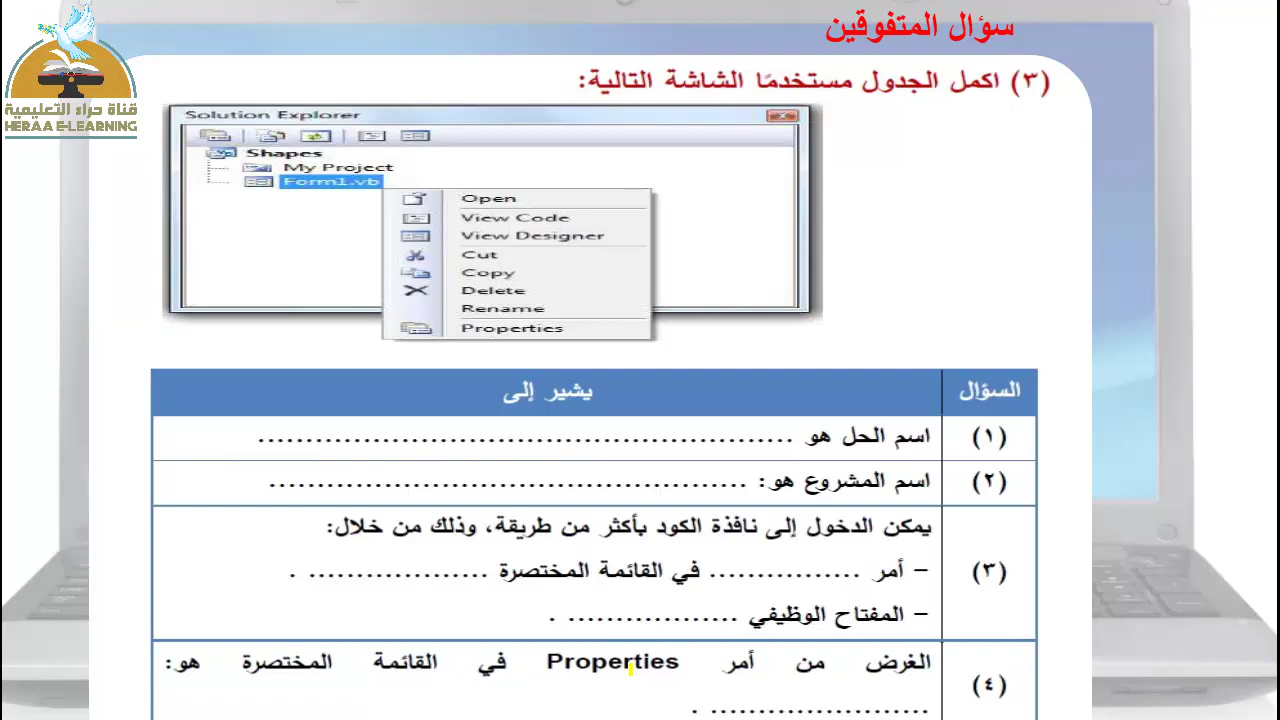 سؤال المتفوقين
قناة حراء التعليمية
HERAA E-LEARNING
(٣) اكمل الجدول مستخدمًا الشاشة التالية:
Solution Explorer
Shapes
My Project
Form1.vb
Open
View Code
View Designer
Cut
Copy
Delete
Rename
Properties
السؤال يشير إلى
(١) اسم الحل هو ......................................................
(٢) اسم المشروع هو: ................................................
(٣) يمكن الدخول إلى نافذة الكود بأكثر من طريقة، وذلك من خلال:
– أمر ................ في القائمة المختصرة ................... .
– المفتاح الوظيفي .................. .
(٤) الغرض من أمر Properties في القائمة المختصرة هو:
....................... .